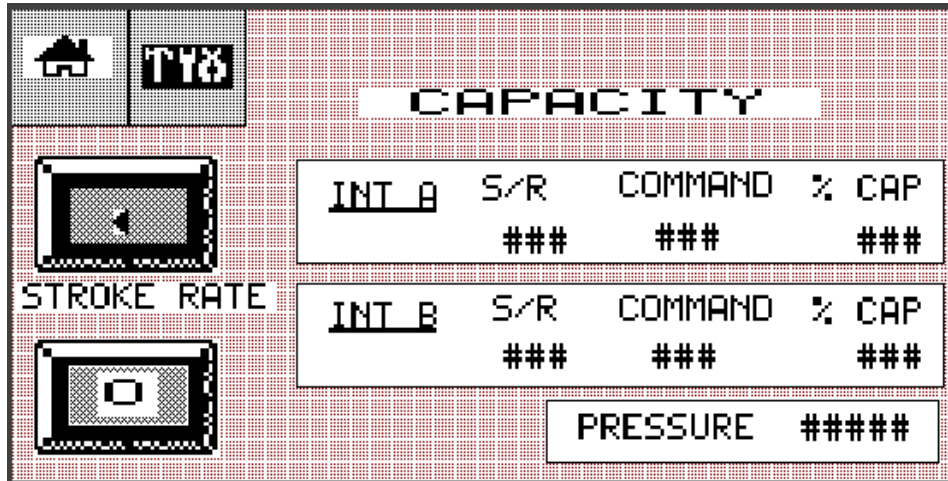 CAPACITY
INT A S/R COMMAND % CAP
### ### ###
STROKE RATE
INT B S/R COMMAND % CAP
### ### ###
PRESSURE #####